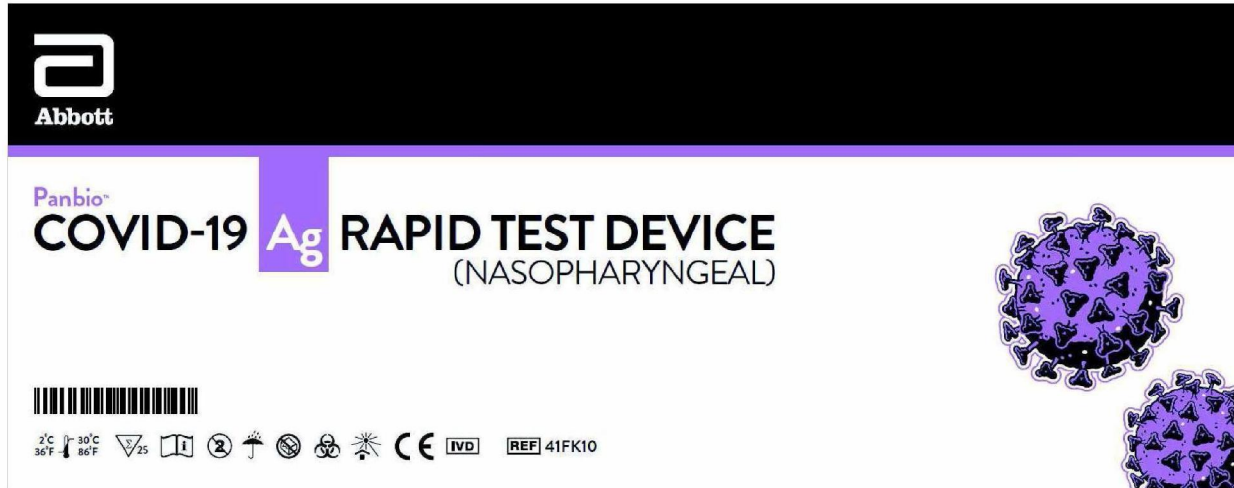 Abbott
Panbio™
COVID-19 Ag RAPID TEST DEVICE
(NASOPHARYNGEAL)
2°C 30°C
36°F 86°F
Σ 25 i 2 CE IVD REF 41FK10